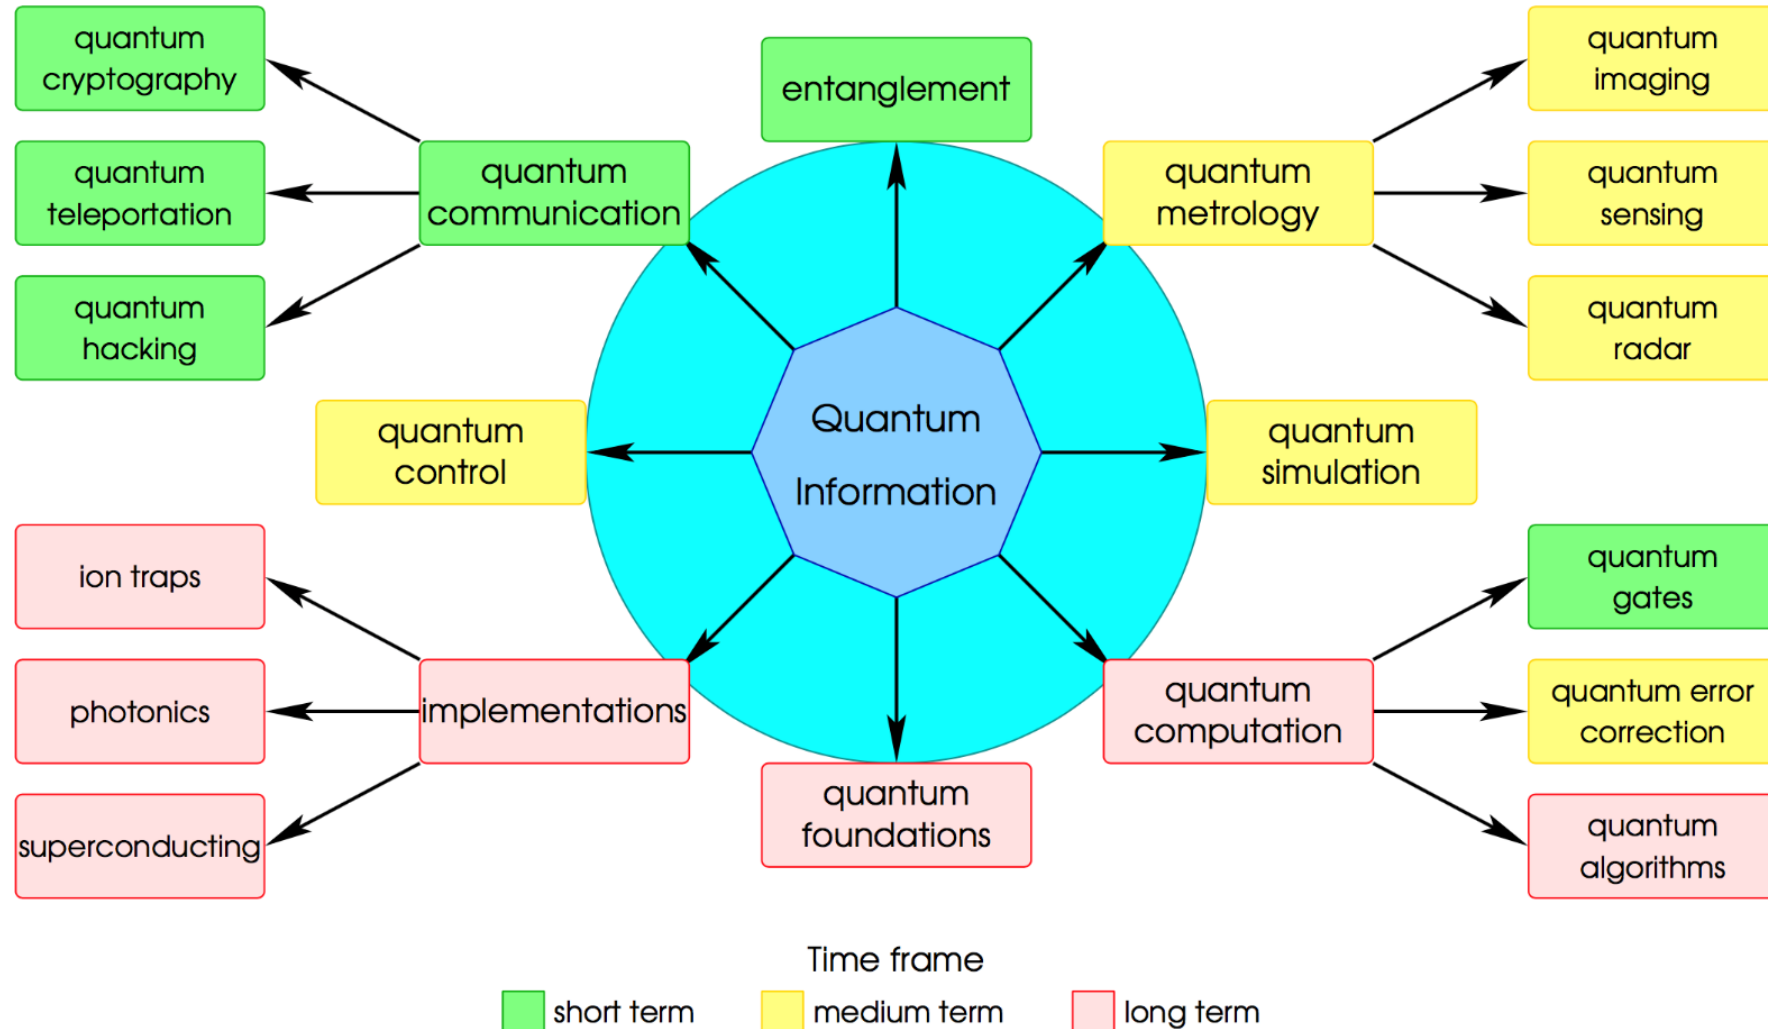 quantum
cryptography
quantum
teleportation
quantum
hacking
quantum
communication
entanglement
quantum
metrology
quantum
imaging
quantum
sensing
quantum
radar
quantum
control
Quantum
Information
quantum
simulation
ion traps
photonics
superconducting
implementations
quantum
foundations
quantum
computation
quantum
gates
quantum error
correction
quantum
algorithms
Time frame
short term
medium term
long term